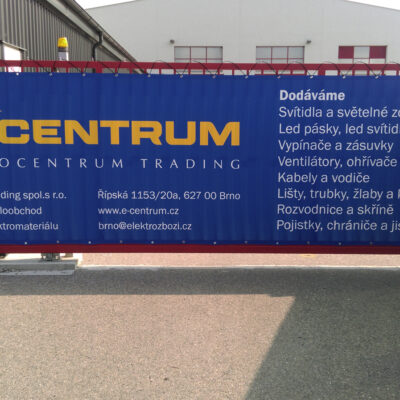 CENTRUM
OCENTRUM TRADING
ding spol.s r.o.
loobchod
ktromateriálu
Řípská 1153/20a, 627 00 Brno
www.e-centrum.cz
brno@elektrozbozi.cz
Dodáváme
Svítidla a světelné z
Led pásky, led svítid
Vypínače a zásuvky
Ventilátory, ohřívače
Kabely a vodiče
Lišty, trubky, žlaby a k
Rozvodnice a skříně
Pojistky, chrániče a jis